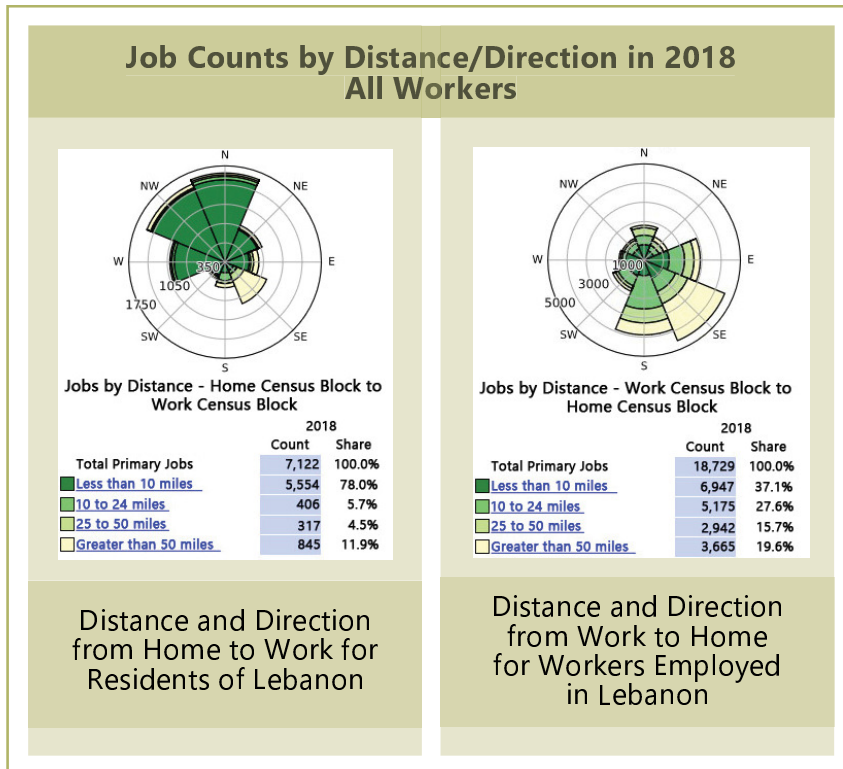 Job Counts by Distance/Direction in 2018
All Workers
N
NW
NE
W
E
350
1050
1750
SW
SE
S
Jobs by Distance - Home Census Block to
Work Census Block
2018
Count Share
Total Primary Jobs 7,122 100.0%
Less than 10 miles 5,554 78.0%
10 to 24 miles 406 5.7%
25 to 50 miles 317 4.5%
Greater than 50 miles 845 11.9%
Distance and Direction
from Home to Work for
Residents of Lebanon
N
NW
NE
W
E
1000
3000
5000
SW
SE
S
Jobs by Distance - Work Census Block to
Home Census Block
2018
Count Share
Total Primary Jobs 18,729 100.0%
Less than 10 miles 6,947 37.1%
10 to 24 miles 5,175 27.6%
25 to 50 miles 2,942 15.7%
Greater than 50 miles 3,665 19.6%
Distance and Direction
from Work to Home
for Workers Employed
in Lebanon